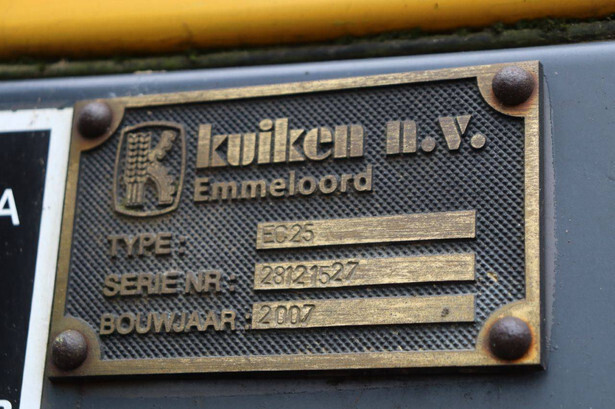 kuiken n.v.
Emmeloord
TYPE: EC25
SERIE NR.: 28121527
BOUWJAAR: 2007
A